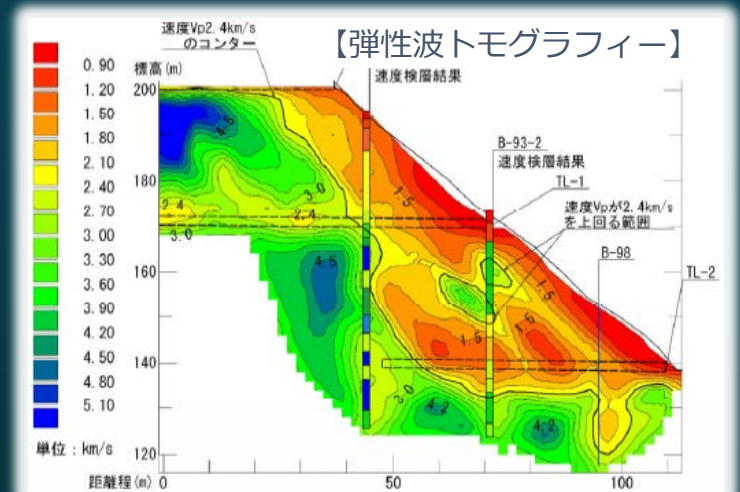 【弾性波トモグラフィー】
速度Vp2.4km/s
のコンター
標高(m)
速度検層結果
B-93-2
速度検層結果
TL-1
速度Vpが2.4km/s
を上回る範囲
B-98
TL-2
0.90
1.20
1.50
1.80
2.10
2.40
2.70
3.00
3.30
3.60
3.90
4.20
4.50
4.80
5.10
単位：km/s
200
180
160
140
120
4.5
3.0
2.4
2.4
3.0
4.5
1.5
1.5
1.5
1.5
3.0
4.2
4.2
距離程(m) 0 50 100